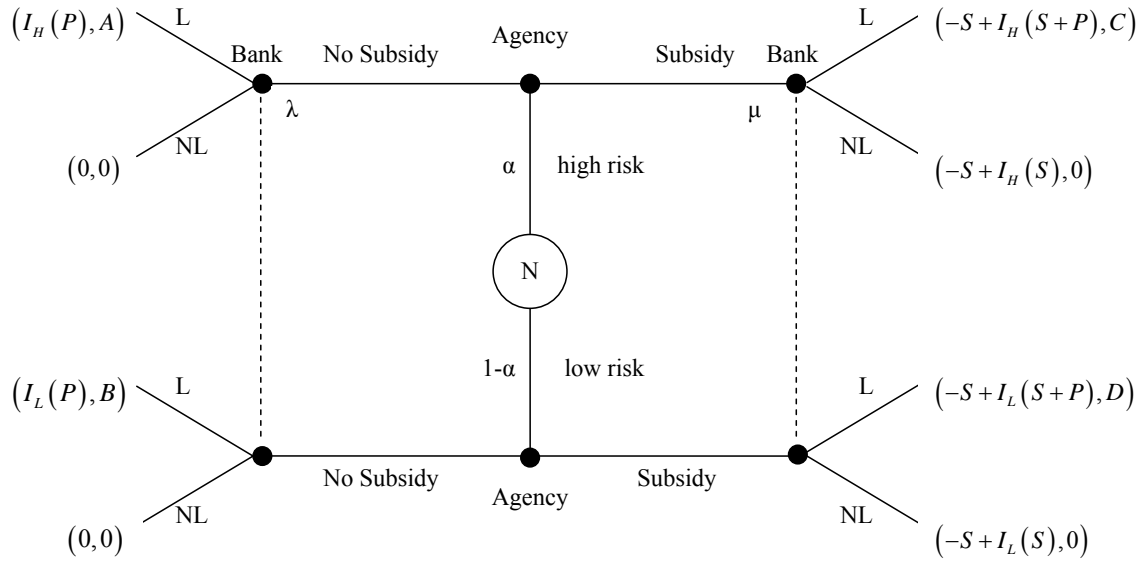 (I_H(P), A)
L
Bank
No Subsidy
Agency
Subsidy
Bank
L
(−S + I_H(S+P), C)
λ
μ
NL
(0,0)
α
high risk
NL
(−S + I_H(S), 0)
N
1-α
low risk
(I_L(P), B)
L
L
(−S + I_L(S+P), D)
No Subsidy
Agency
Subsidy
NL
(0,0)
NL
(−S + I_L(S), 0)